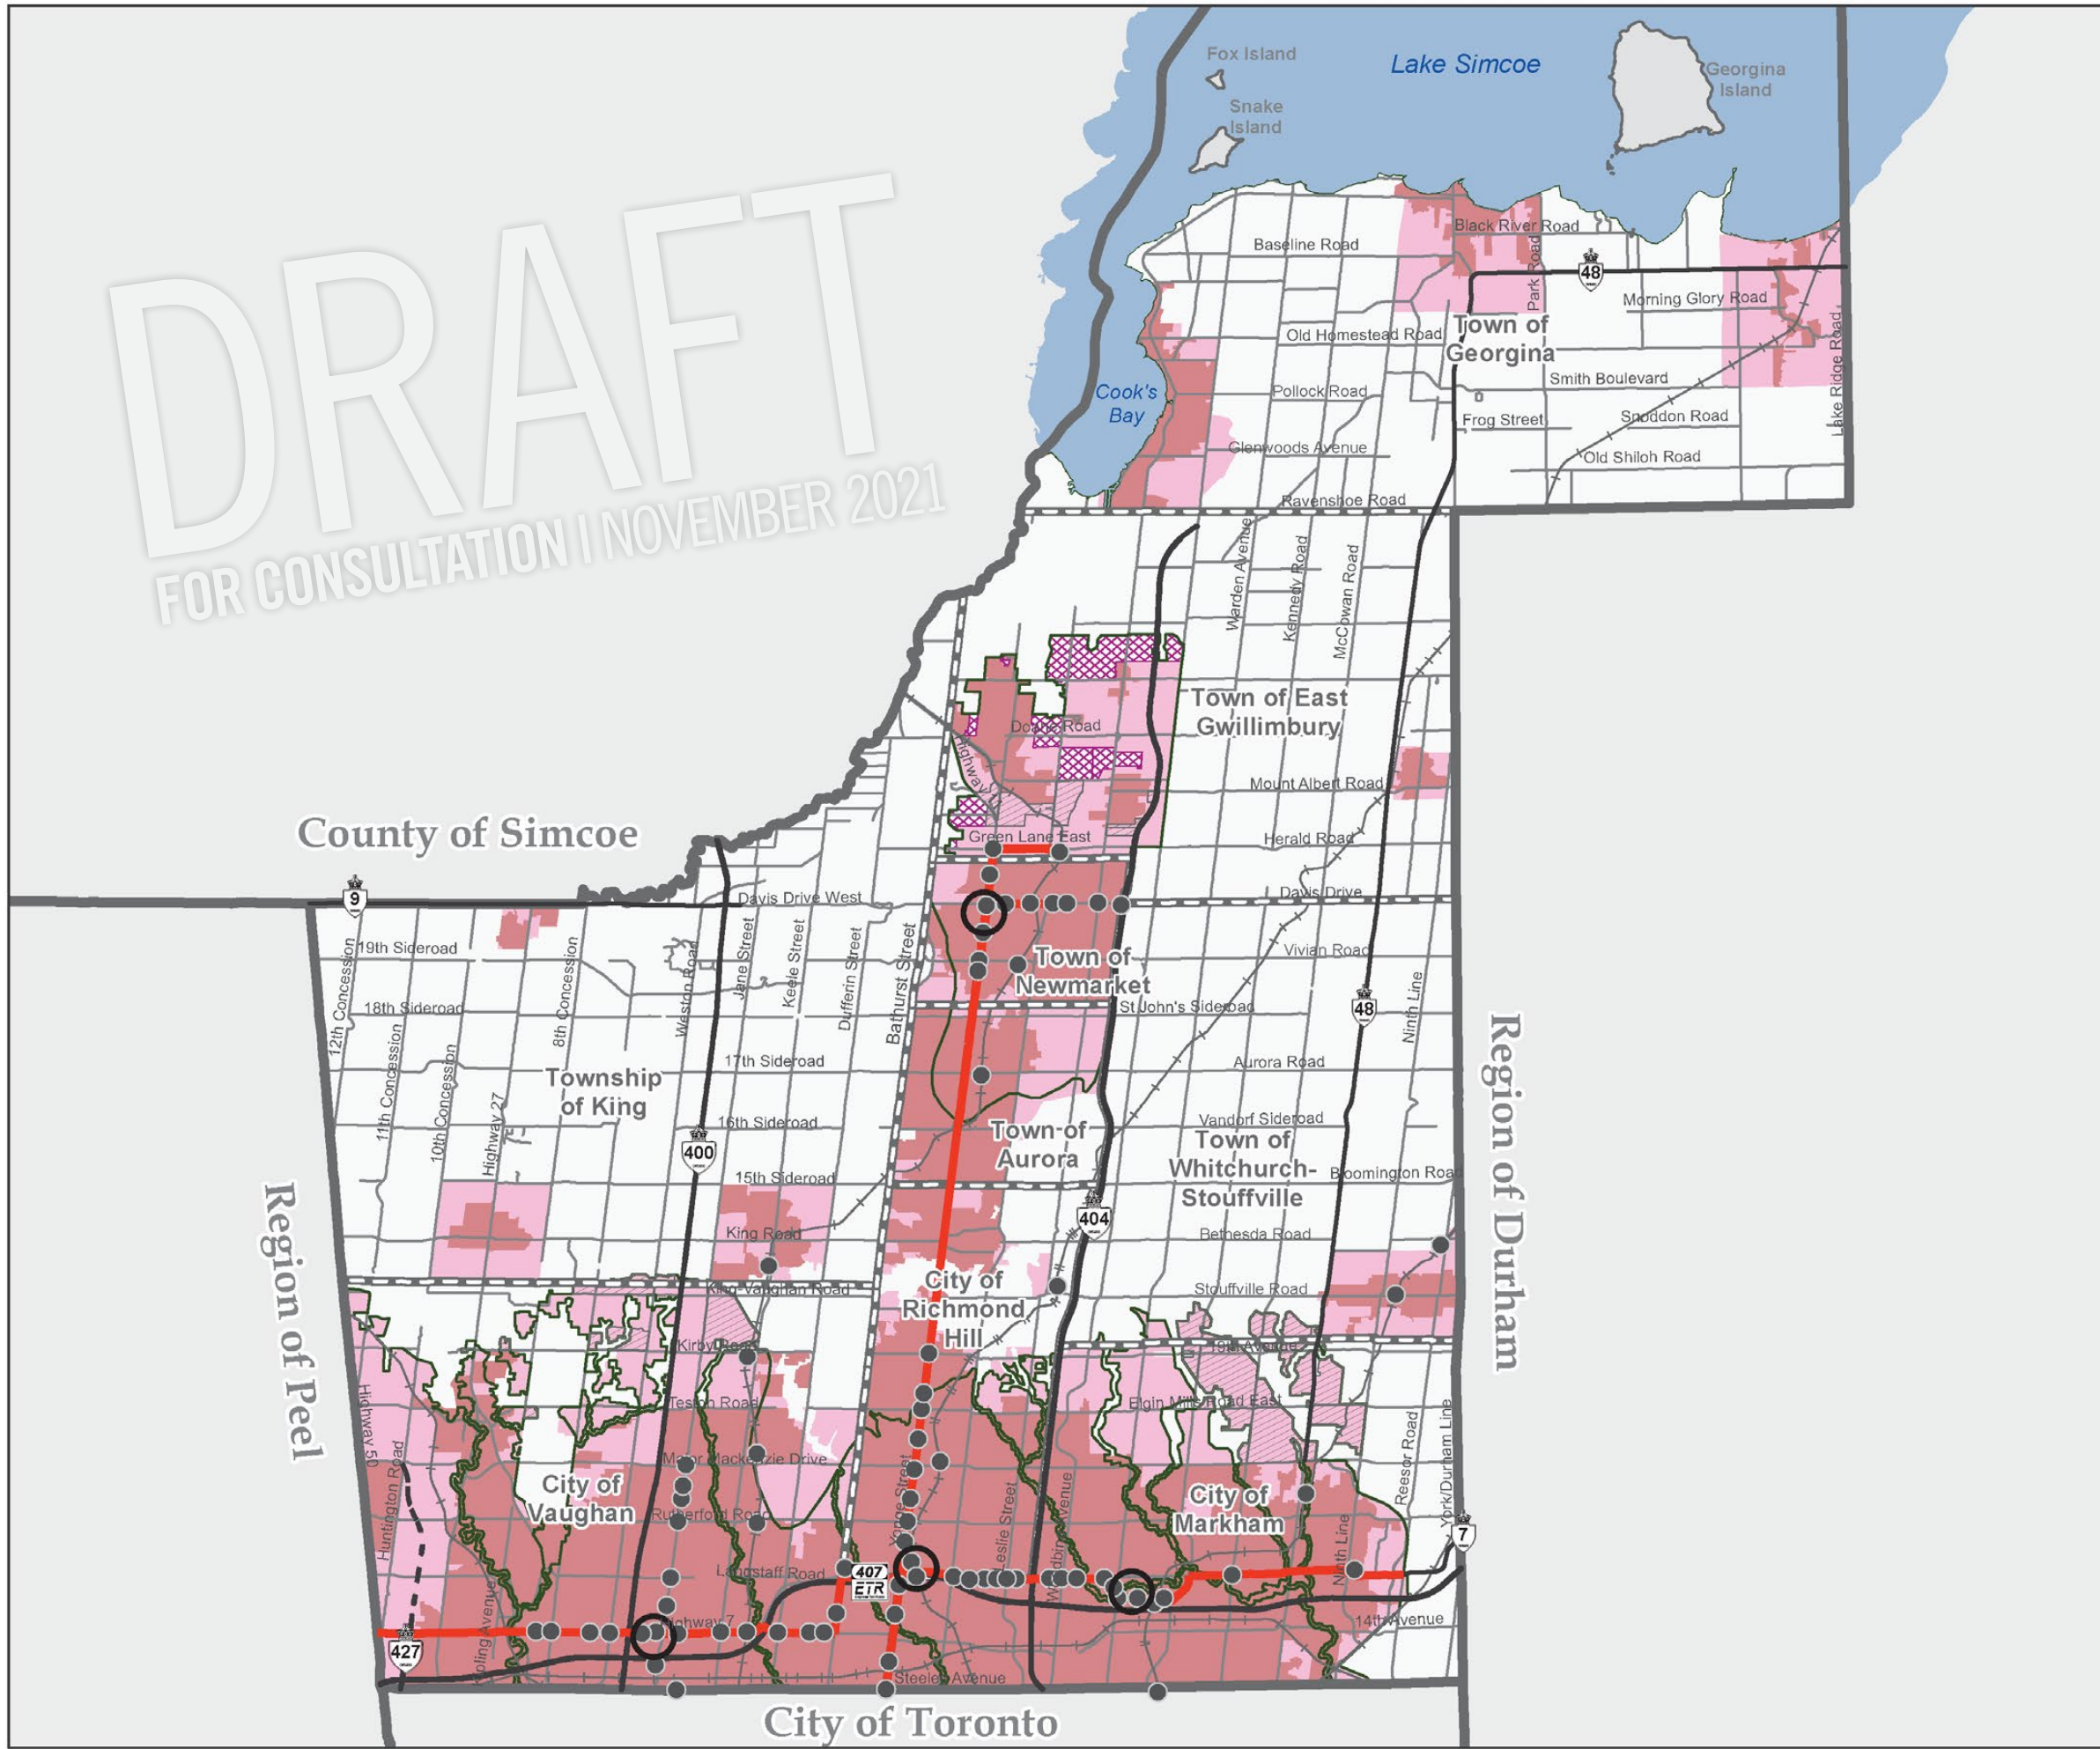 Fox Island
Lake Simcoe
Georgina
Island
Snake
Island
DRAFT
FOR CONSULTATION | NOVEMBER 2021
Black River Road
Baseline Road
Park Road
48
Morning Glory Road
Town of
Georgina
Old Homestead Road
Lake Ridge Road
Smith Boulevard
Cook's
Bay
Pollock Road
Frog Street
Snoddon Road
Glenwoods Avenue
Old Shiloh Road
Ravenshoe Road
Warden Avenue
Kennedy Road
McCowan Road
Town of East
Gwillimbury
Doane Road
Highway 11
Mount Albert Road
County of Simcoe
Green Lane East
Herald Road
9
Davis Drive West
Davis Drive
19th Sideroad
Vivian Road
Town of
Newmarket
12th Concession
8th Concession
Weston Road
Jane Street
Keele Street
Dufferin Street
Bathurst Street
18th Sideroad
St John's Sideroad
48
Ninth Line
11th Concession
10th Concession
Highway 27
17th Sideroad
Aurora Road
Township
of King
Region of Durham
16th Sideroad
Vandorf Sideroad
400
Town of
Aurora
Town of
Whitchurch-
Stouffville
15th Sideroad
Bloomington Road
Region of Peel
404
King Road
Bethesda Road
City of
Richmond
Hill
King-Vaughan Road
Stouffville Road
Kirby Road
19th Avenue
Highway 50
Teston Road
Elgin Mills Road East
Huntington Road
Major Mackenzie Drive
Reesor Road
York/Durham Line
City of
Vaughan
City of
Markham
Rutherford Road
Yonge Street
Leslie Street
Woodbine Avenue
Ninth Line
7
Langstaff Road
407
ETR
Highway 7
14th Avenue
427
Steeles Avenue
City of Toronto